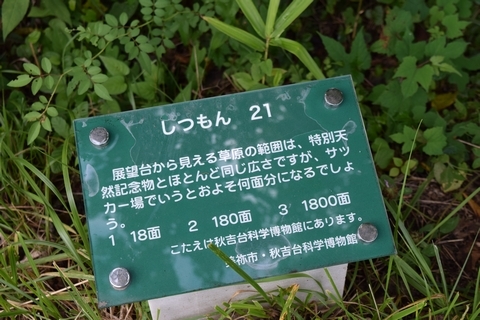 しつもん 21
展望台から見える草原の範囲は、特別天
然記念物とほとんど同じ広さですが、サッ
カー場でいうとおよそ何面分になるでしょ
う。
1 18面 2 180面 3 1800面
こたえは秋吉台科学博物館にあります。
美祢市・秋吉台科学博物館